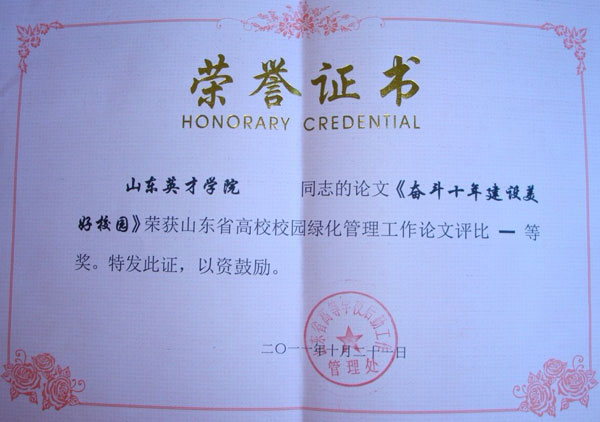 荣誉证书
HONORARY CREDENTIAL
山东英才学院 同志的论文《奋斗十年建设美
好校园》荣获山东省高校校园绿化管理工作论文评比 一 等
奖。特发此证，以资鼓励。
二〇一一年十月二十一日
管理处